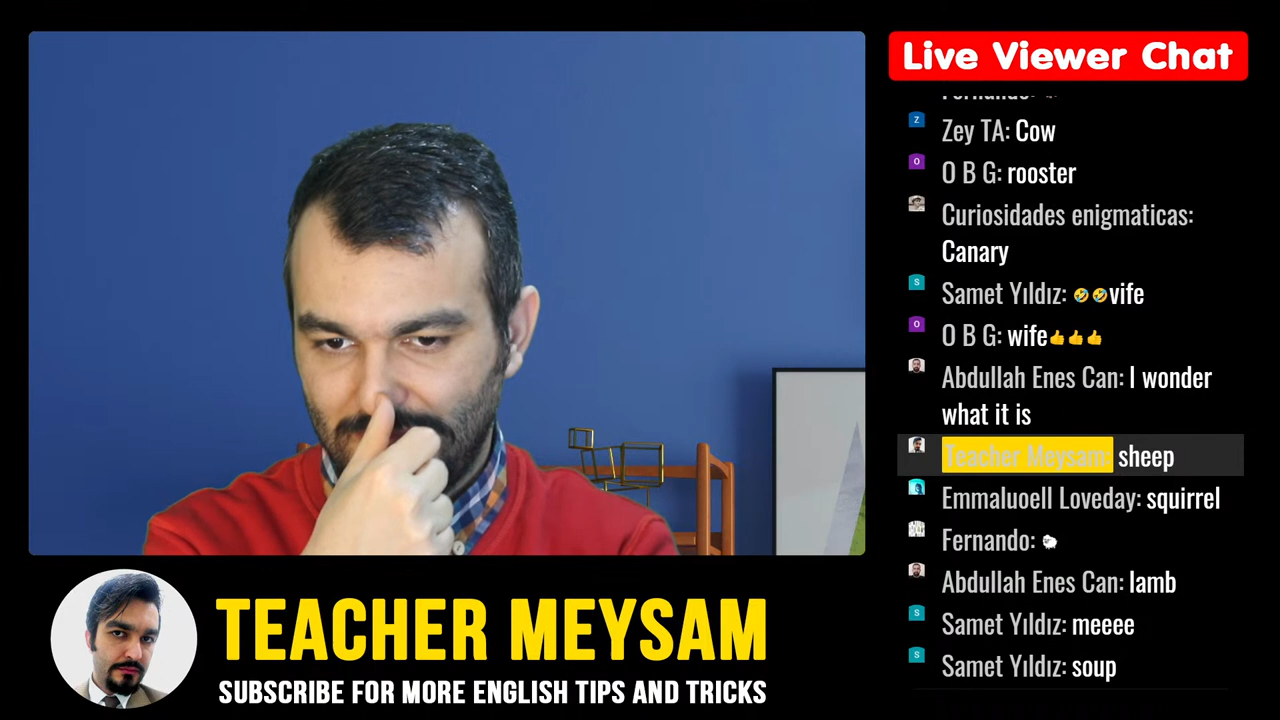 Live Viewer Chat
Zey TA: Cow
O B G: rooster
Curiosidades enigmaticas:
Canary
Samet Yıldız: 🤣🤣vife
O B G: wife👍👍👍
Abdullah Enes Can: I wonder
what it is
Teacher Meysam: sheep
Emmaluoell Loveday: squirrel
Fernando: 🐑
Abdullah Enes Can: lamb
Samet Yıldız: meeee
Samet Yıldız: soup
TEACHER MEYSAM
SUBSCRIBE FOR MORE ENGLISH TIPS AND TRICKS